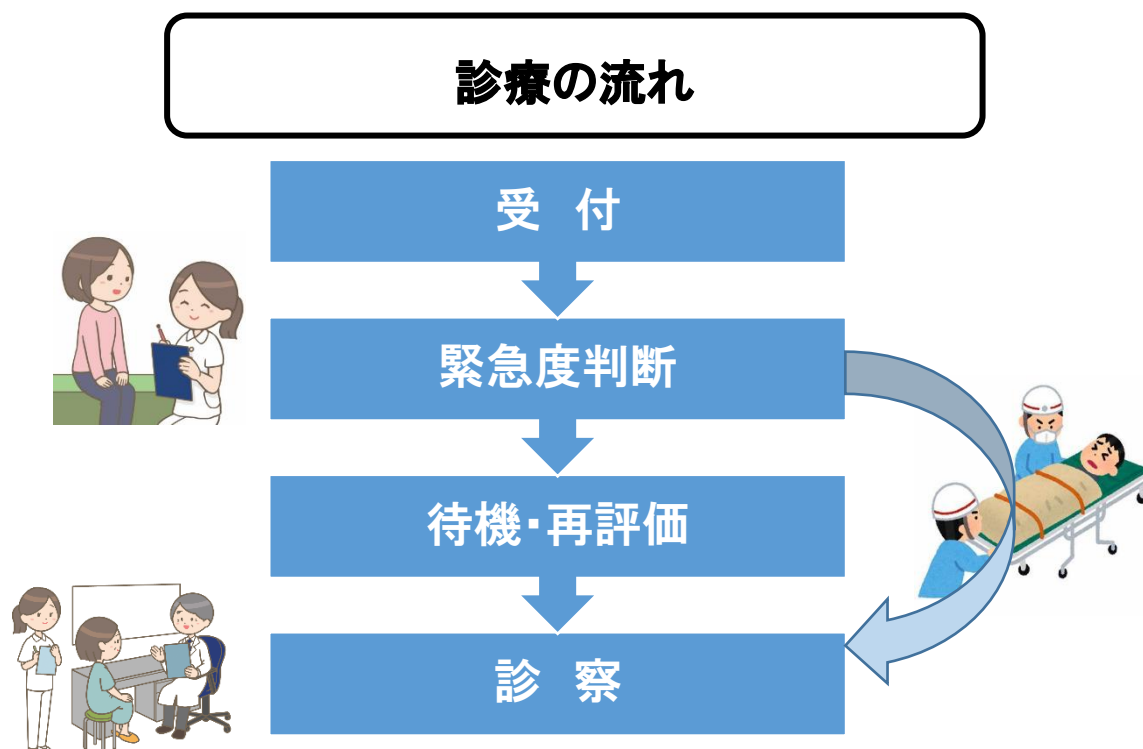 診療の流れ
受　付
緊急度判断
待機・再評価
診　察